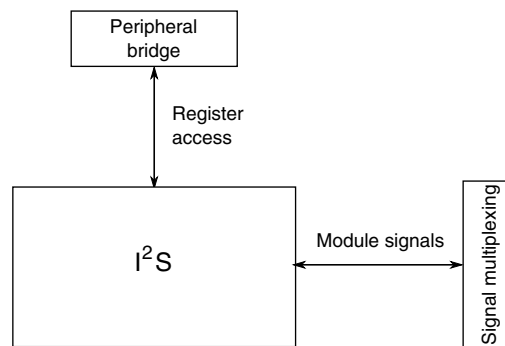 Peripheral
bridge
Register
access
I²S
Module signals
Signal multiplexing